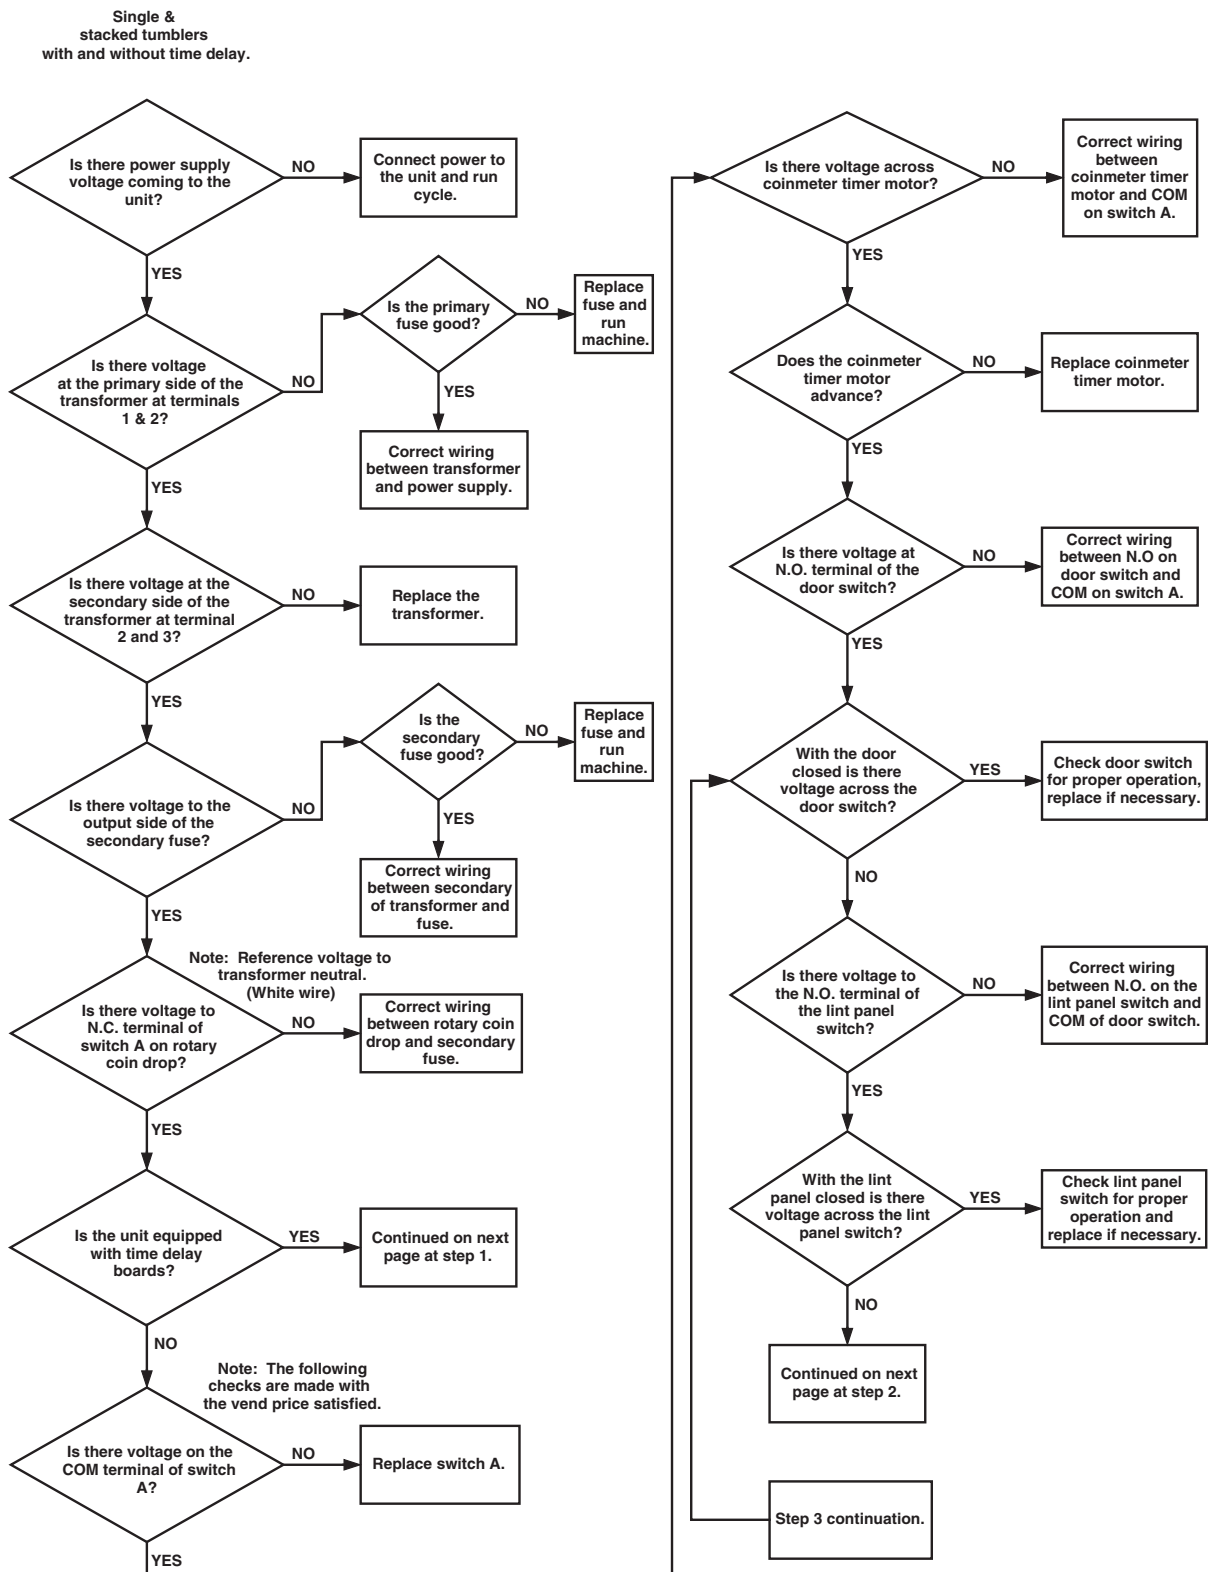 Single &
stacked tumblers
with and without time delay.
Is there power supply
voltage coming to the
unit?
NO
Connect power to
the unit and run
cycle.
YES
Is there voltage
at the primary side of the
transformer at terminals
1 & 2?
NO
Is the primary
fuse good?
NO
Replace
fuse and
run
machine.
YES
Correct wiring
between transformer
and power supply.
YES
Is there voltage at the
secondary side of the
transformer at terminal
2 and 3?
NO
Replace the
transformer.
YES
Is there voltage to the
output side of the
secondary fuse?
NO
Is the
secondary
fuse good?
NO
Replace
fuse and
run
machine.
YES
Correct wiring
between secondary
of transformer and
fuse.
YES
Note: Reference voltage to
transformer neutral.
(White wire)
Is there voltage to
N.C. terminal of
switch A on rotary
coin drop?
NO
Correct wiring
between rotary coin
drop and secondary
fuse.
YES
Is the unit equipped
with time delay
boards?
YES
Continued on next
page at step 1.
NO
Note: The following
checks are made with
the vend price satisfied.
Is there voltage on the
COM terminal of switch
A?
NO
Replace switch A.
YES
Is there voltage across
coinmeter timer motor?
NO
Correct wiring
between
coinmeter timer
motor and COM
on switch A.
YES
Does the coinmeter
timer motor
advance?
NO
Replace coinmeter
timer motor.
YES
Is there voltage at
N.O. terminal of the
door switch?
NO
Correct wiring
between N.O on
door switch and
COM on switch A.
YES
With the door
closed is there
voltage across the
door switch?
YES
Check door switch
for proper operation,
replace if necessary.
NO
Is there voltage to
the N.O. terminal of
the lint panel
switch?
NO
Correct wiring
between N.O. on the
lint panel switch and
COM of door switch.
YES
With the lint
panel closed is there
voltage across the lint
panel switch?
YES
Check lint panel
switch for proper
operation and
replace if necessary.
NO
Continued on next
page at step 2.
Step 3 continuation.